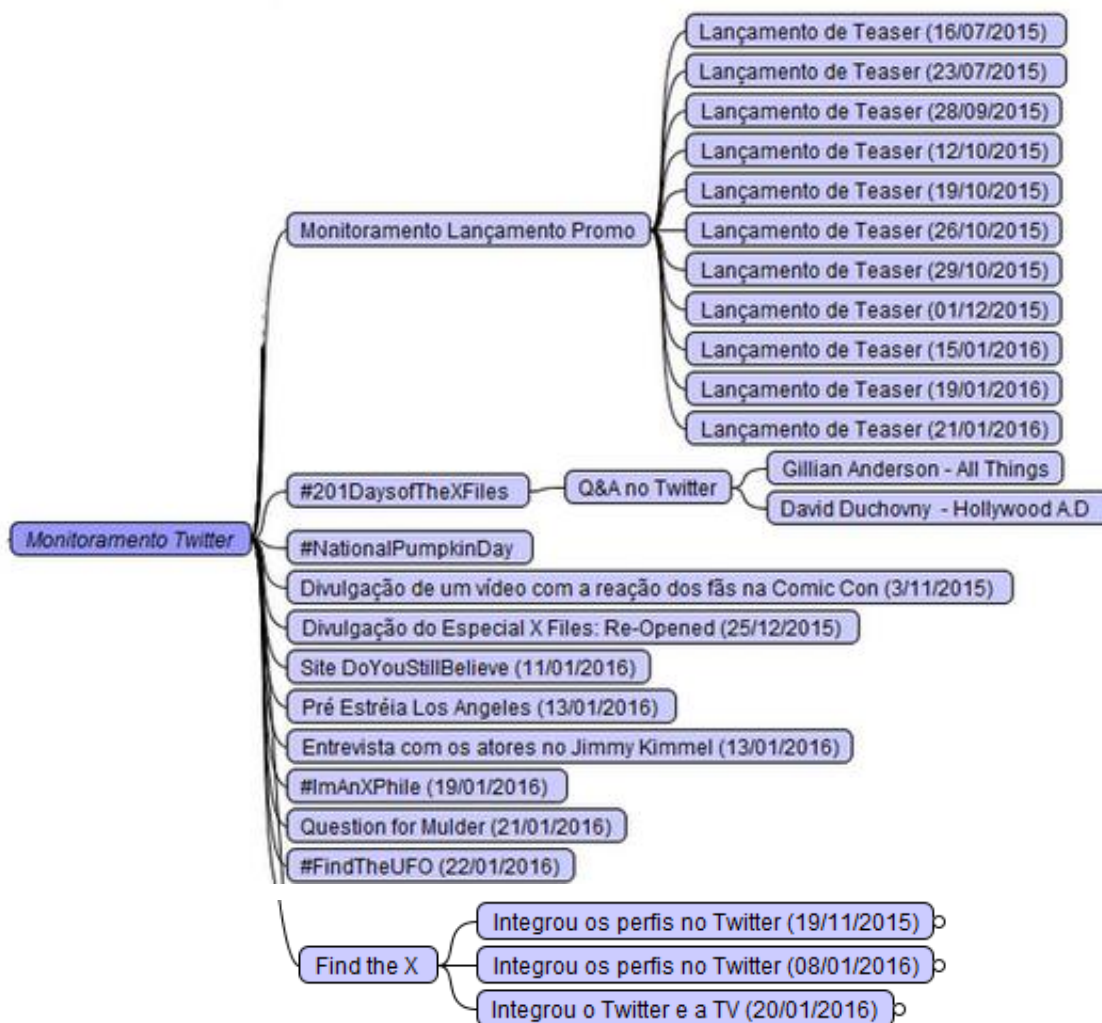 Lançamento de Teaser (16/07/2015)
Lançamento de Teaser (23/07/2015)
Lançamento de Teaser (28/09/2015)
Lançamento de Teaser (12/10/2015)
Lançamento de Teaser (19/10/2015)
Monitoramento Lançamento Promo
Lançamento de Teaser (26/10/2015)
Lançamento de Teaser (29/10/2015)
Lançamento de Teaser (01/12/2015)
Lançamento de Teaser (15/01/2016)
Lançamento de Teaser (19/01/2016)
Lançamento de Teaser (21/01/2016)
#201DaysofTheXFiles
Q&A no Twitter
Gillian Anderson - All Things
David Duchovny - Hollywood A.D
Monitoramento Twitter
#NationalPumpkinDay
Divulgação de um vídeo com a reação dos fãs na Comic Con (3/11/2015)
Divulgação do Especial X Files: Re-Opened (25/12/2015)
Site DoYouStillBelieve (11/01/2016)
Pré Estréia Los Angeles (13/01/2016)
Entrevista com os atores no Jimmy Kimmel (13/01/2016)
#ImAnXPhile (19/01/2016)
Question for Mulder (21/01/2016)
#FindTheUFO (22/01/2016)
Find the X
Integrou os perfis no Twitter (19/11/2015)
Integrou os perfis no Twitter (08/01/2016)
Integrou o Twitter e a TV (20/01/2016)